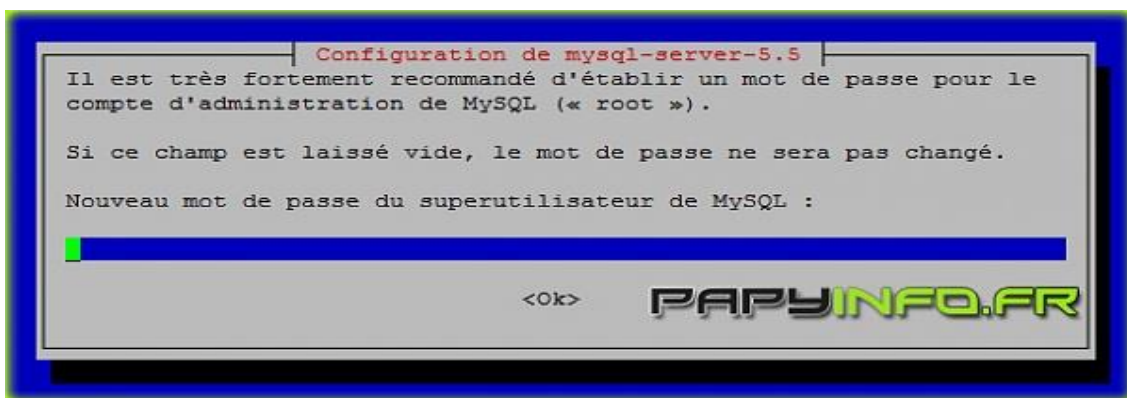 Configuration de mysql-server-5.5
Il est très fortement recommandé d'établir un mot de passe pour le
compte d'administration de MySQL (« root »).
Si ce champ est laissé vide, le mot de passe ne sera pas changé.
Nouveau mot de passe du superutilisateur de MySQL :
<Ok>
PAPYINFO.FR